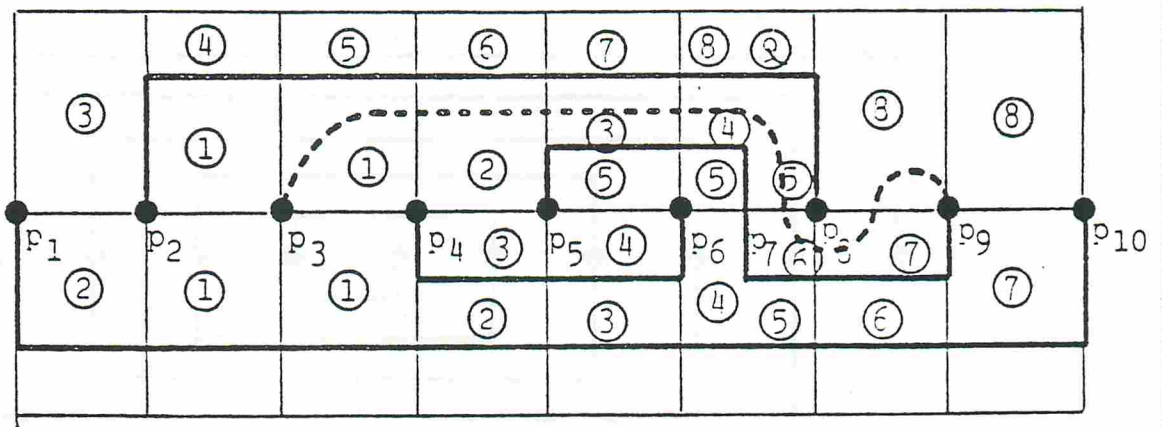 ④ ⑤ ⑥ ⑦ ⑧ ⑨
③ ① ① ② ③ ④ ⑧ ⑧
⑤ ⑤ ⑤
p1 p2 p3 p4 p5 p6 p7 p8 p9 p10
③ ④ ⑥ ⑦
② ① ① ② ③ ④ ⑤ ⑥ ⑦